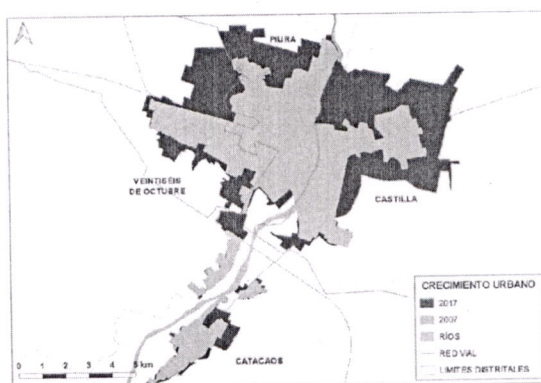 PIURA
VEINTISÉIS
DE OCTUBRE
CASTILLA
CATACAOS
CRECIMIENTO URBANO
2017
2007
RÍOS
RED VIAL
LIMITES DISTRITALES
0 1 2 3 4 5 km